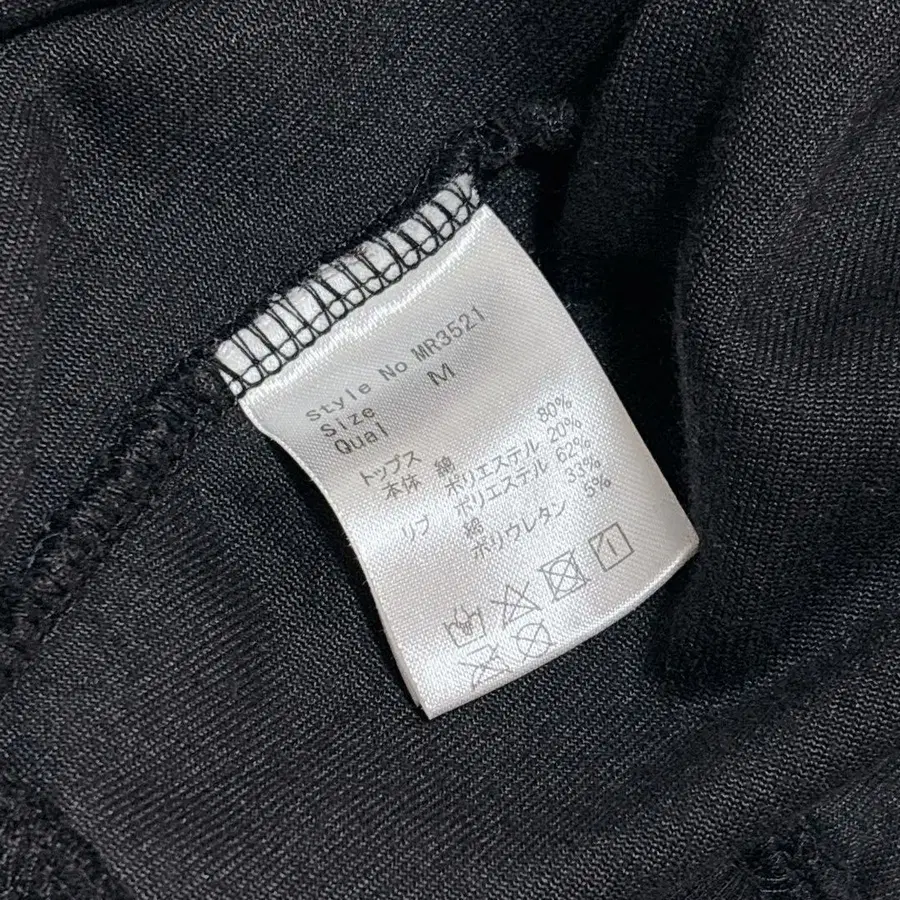 Style No MR3521
Size M
Qual
トップス
本体 綿 80%
ポリエステル 20%
リブ ポリエステル 62%
綿 33%
ポリウレタン 5%